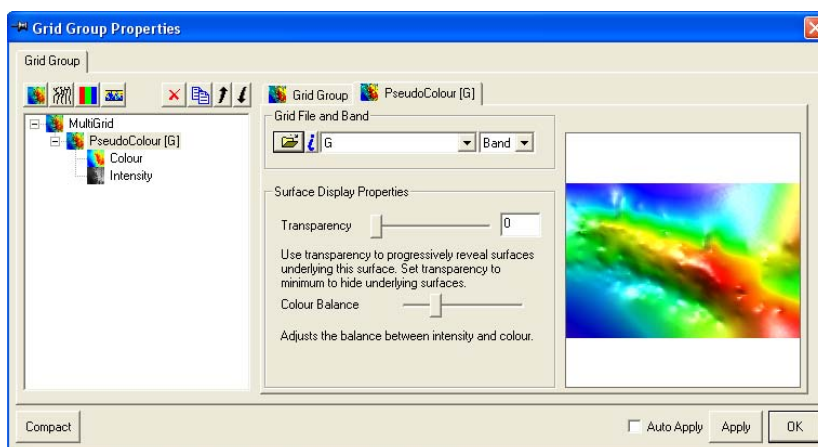 Grid Group Properties
Grid Group
Grid Group
PseudoColour [G]
MultiGrid
PseudoColour [G]
Colour
Intensity
Grid File and Band
G
Band
Surface Display Properties
Transparency
0
Use transparency to progressively reveal surfaces
underlying this surface. Set transparency to
minimum to hide underlying surfaces.
Colour Balance
Adjusts the balance between intensity and colour.
Compact
Auto Apply
Apply
OK